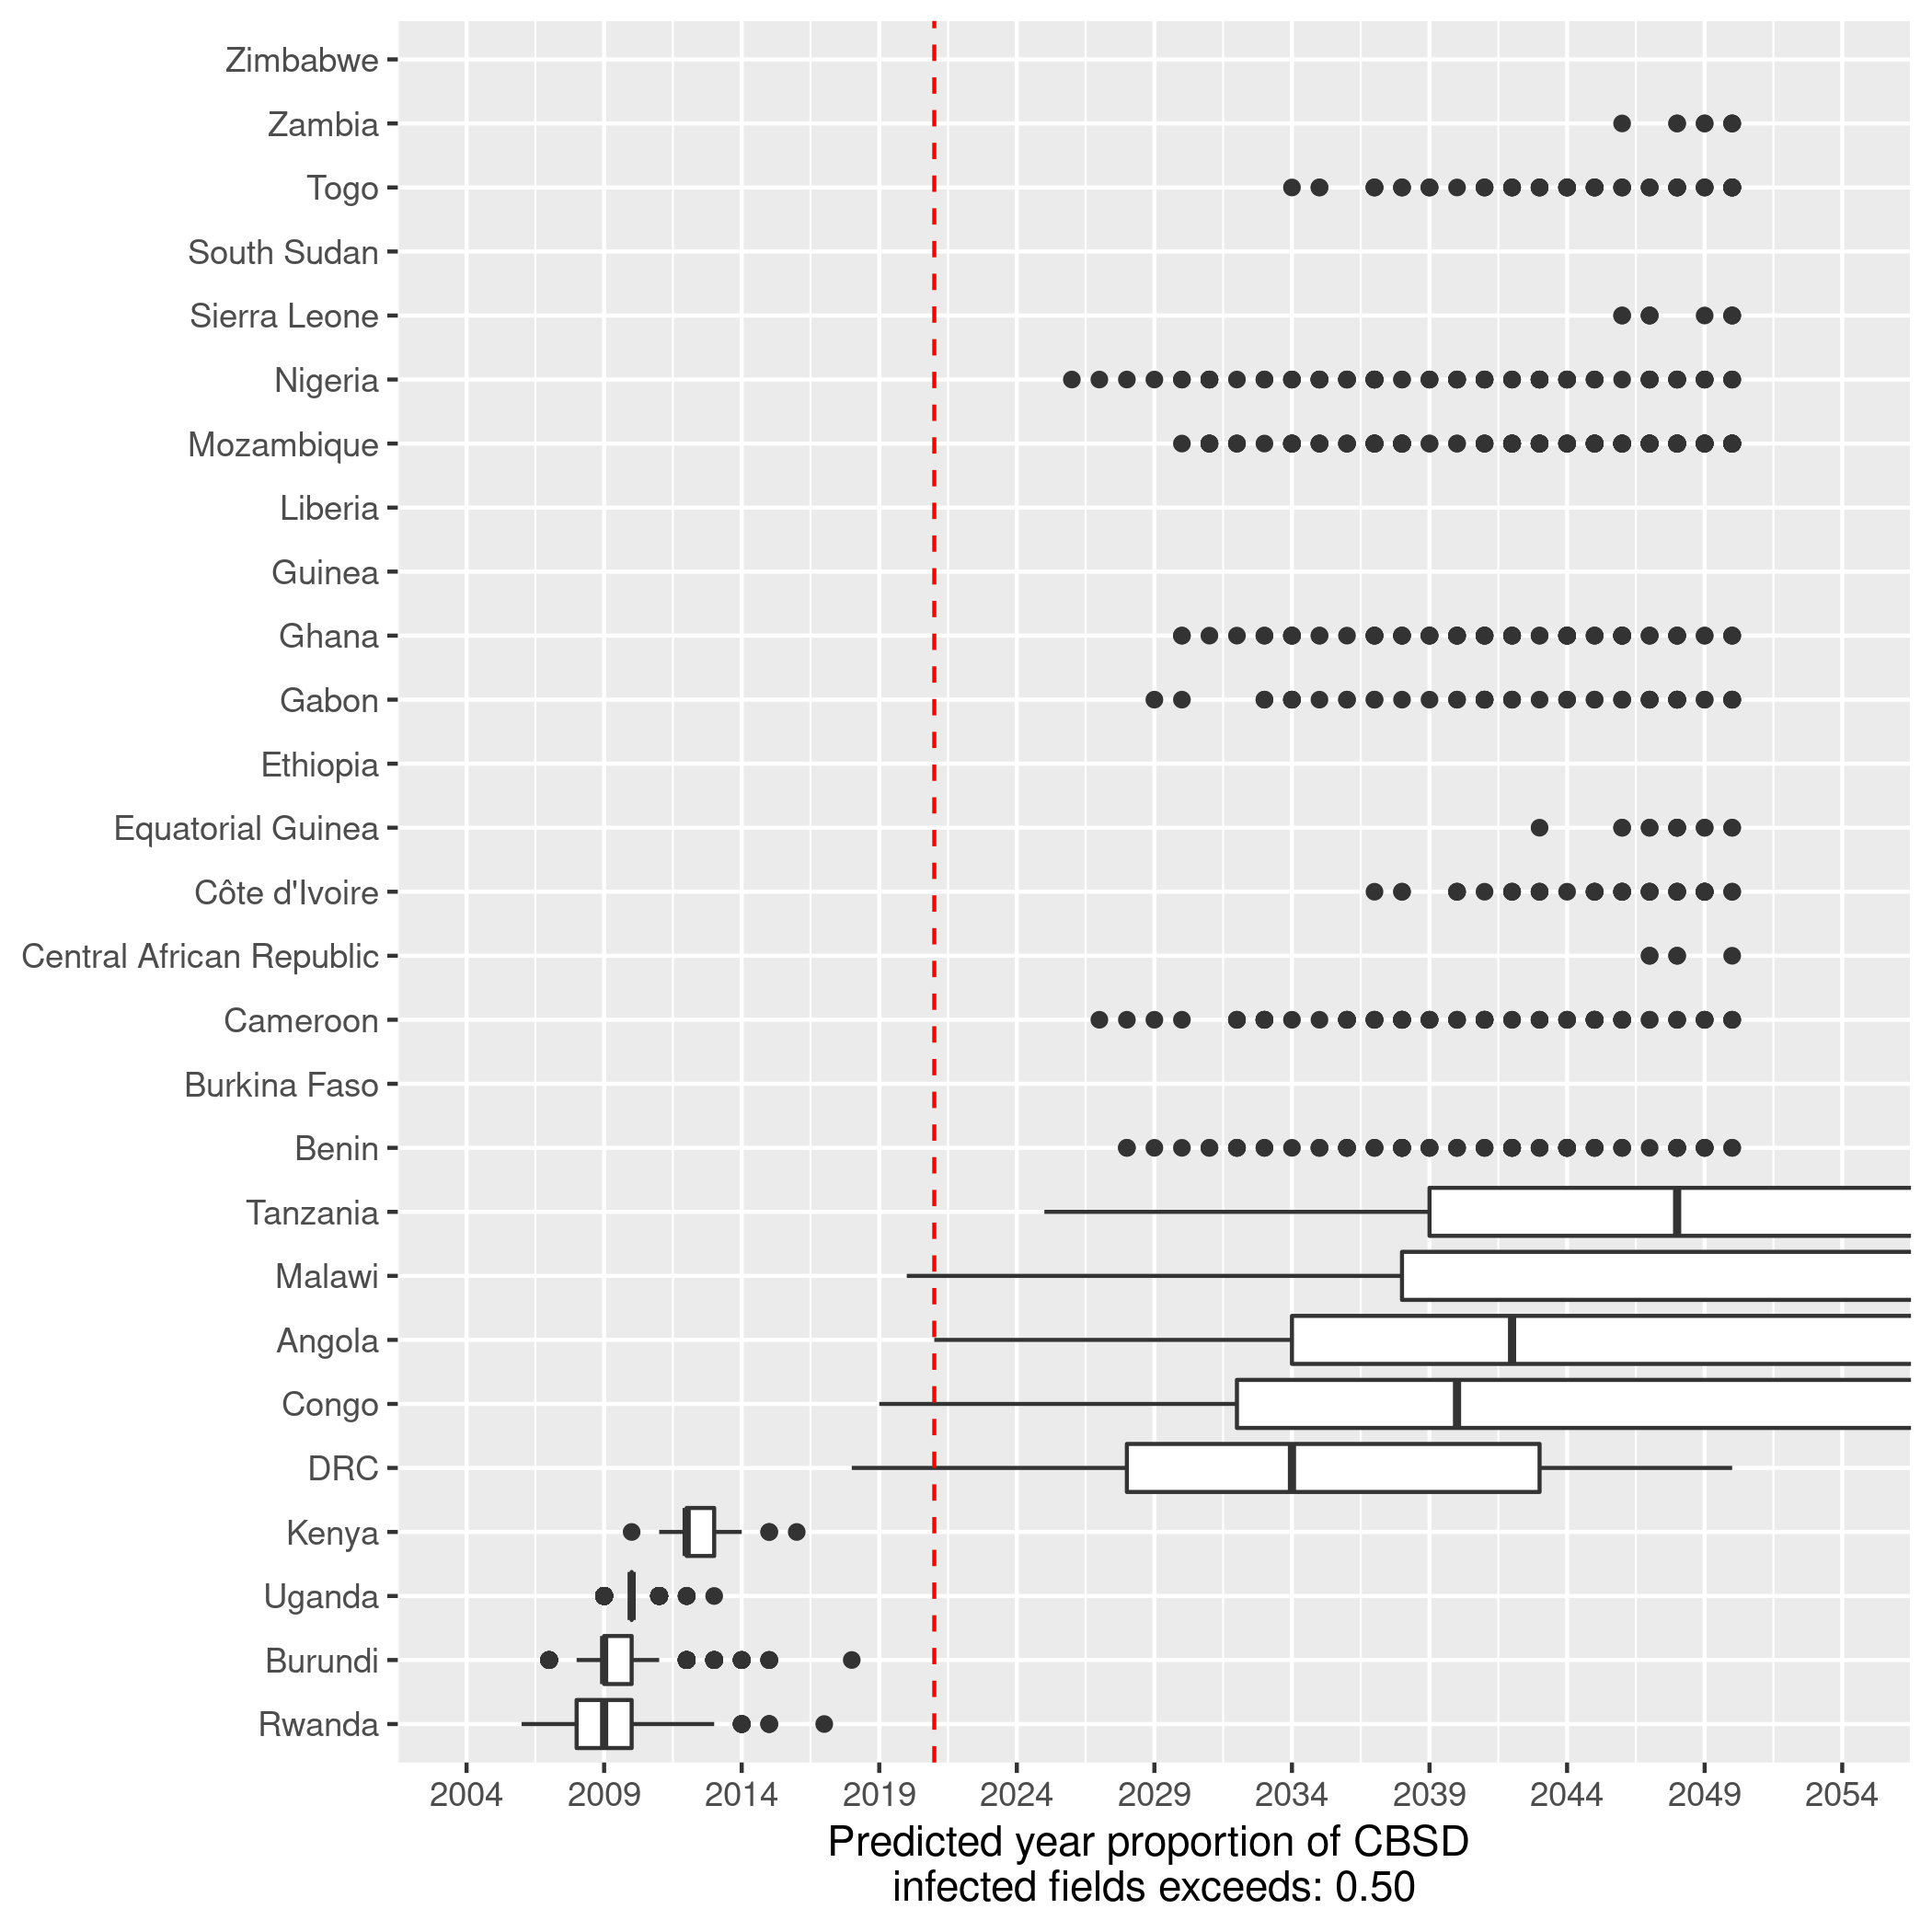 Zimbabwe
Zambia
Togo
South Sudan
Sierra Leone
Nigeria
Mozambique
Liberia
Guinea
Ghana
Gabon
Ethiopia
Equatorial Guinea
Côte d'Ivoire
Central African Republic
Cameroon
Burkina Faso
Benin
Tanzania
Malawi
Angola
Congo
DRC
Kenya
Uganda
Burundi
Rwanda
2004 2009 2014 2019 2024 2029 2034 2039 2044 2049 2054
Predicted year proportion of CBSD
infected fields exceeds: 0.50